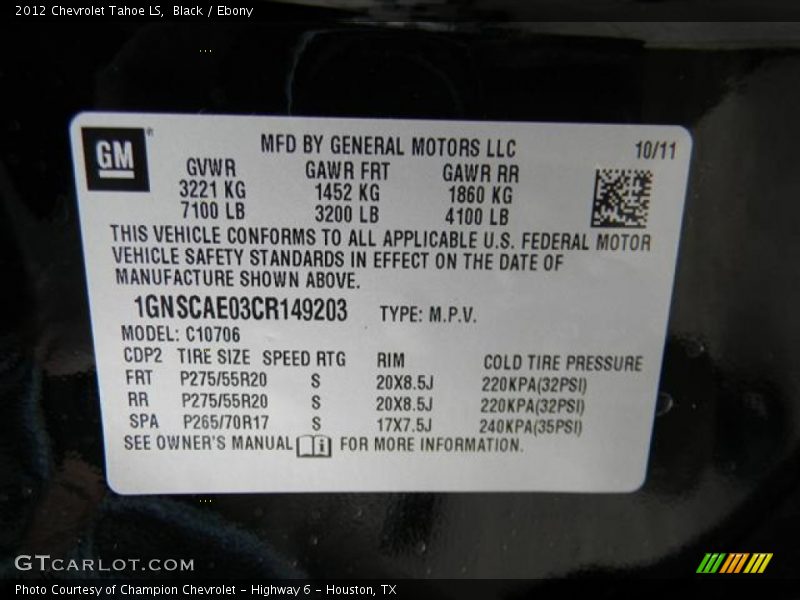 2012 Chevrolet Tahoe LS, Black / Ebony
GM
MFD BY GENERAL MOTORS LLC 10/11
GVWR GAWR FRT GAWR RR
3221 KG 1452 KG 1860 KG
7100 LB 3200 LB 4100 LB
THIS VEHICLE CONFORMS TO ALL APPLICABLE U.S. FEDERAL MOTOR
VEHICLE SAFETY STANDARDS IN EFFECT ON THE DATE OF
MANUFACTURE SHOWN ABOVE.
1GNSCAE03CR149203 TYPE: M.P.V.
MODEL: C10706
CDP2 TIRE SIZE SPEED RTG RIM COLD TIRE PRESSURE
FRT P275/55R20 S 20X8.5J 220KPA(32PSI)
RR P275/55R20 S 20X8.5J 220KPA(32PSI)
SPA P265/70R17 S 17X7.5J 240KPA(35PSI)
SEE OWNER'S MANUAL FOR MORE INFORMATION.
GTCARLOT.COM
Photo Courtesy of Champion Chevrolet - Highway 6 - Houston, TX